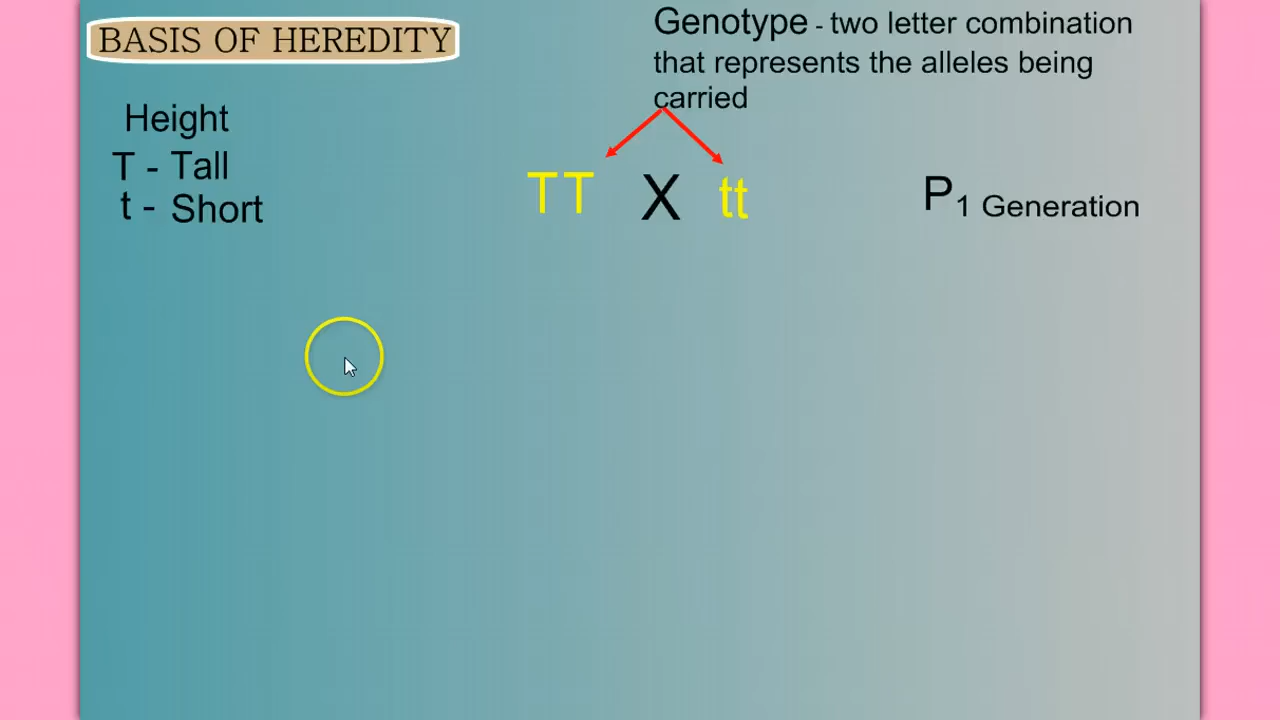 BASIS OF HEREDITY
Genotype - two letter combination
that represents the alleles being
carried
Height
T - Tall
t - Short
TT X tt
P1 Generation